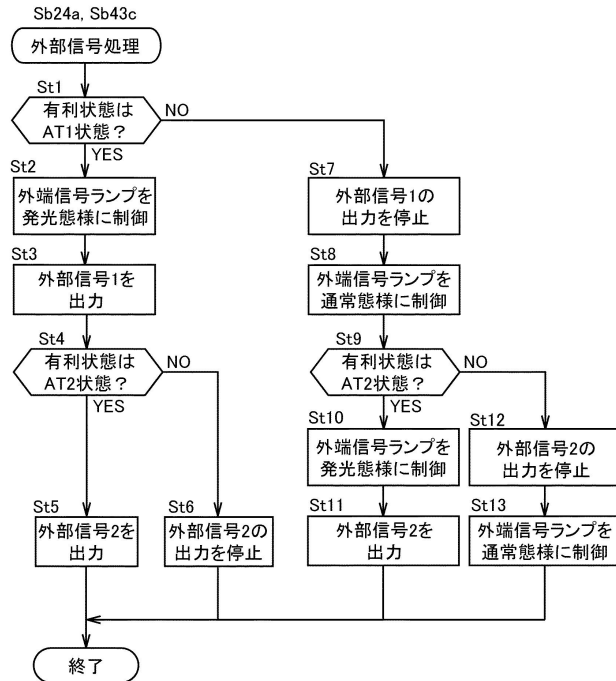 Sb24a, Sb43c
外部信号処理
St1
有利状態は
AT1状態？
NO
YES
St2
外端信号ランプを
発光態様に制御
St3
外部信号1を
出力
St4
有利状態は
AT2状態？
NO
YES
St5
外部信号2を
出力
St6
外部信号2の
出力を停止
St7
外部信号1の
出力を停止
St8
外端信号ランプを
通常態様に制御
St9
有利状態は
AT2状態？
NO
YES
St10
外端信号ランプを
発光態様に制御
St11
外部信号2を
出力
St12
外部信号2の
出力を停止
St13
外端信号ランプを
通常態様に制御
終了